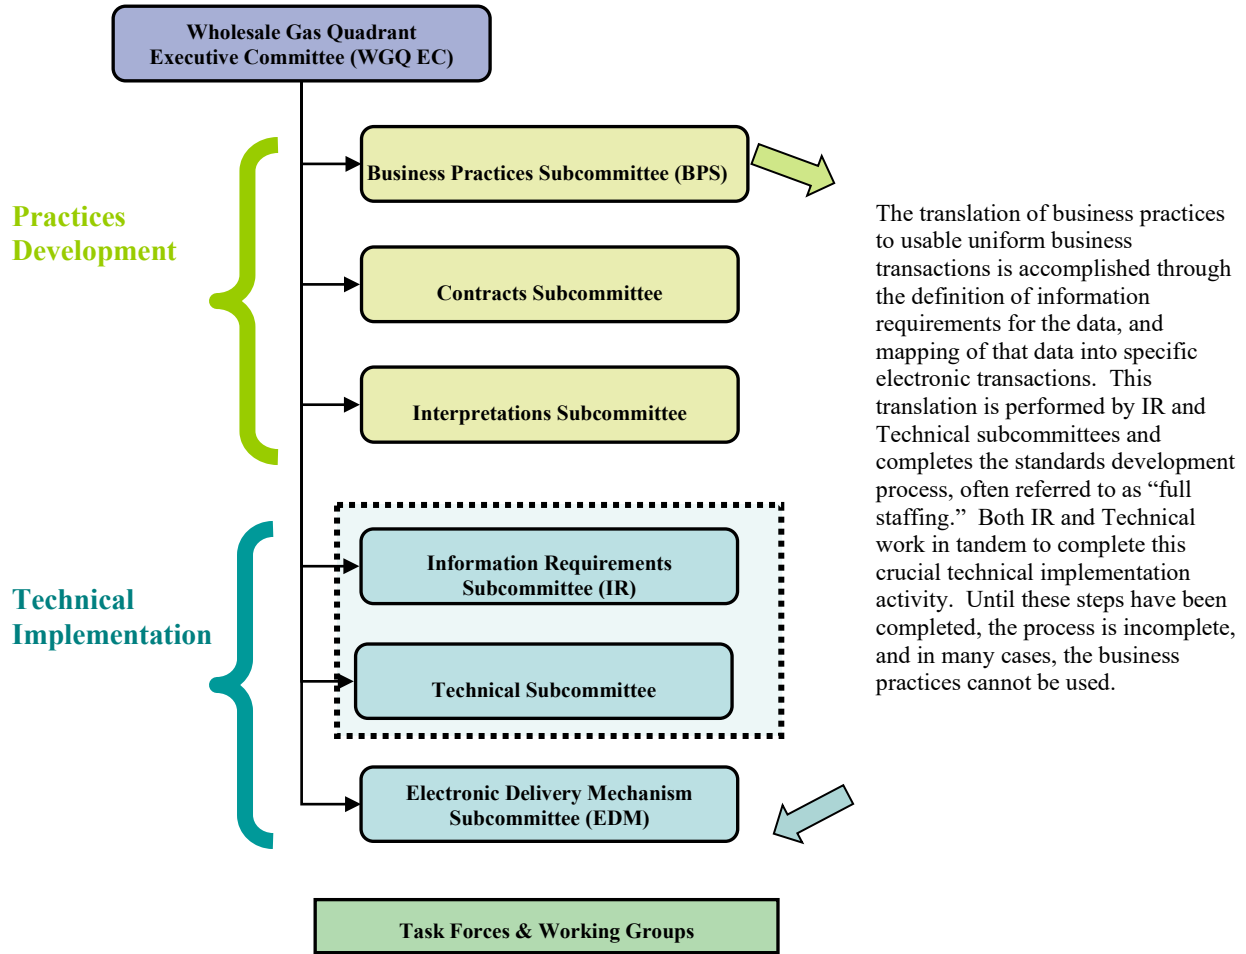 Wholesale Gas Quadrant
Executive Committee (WGQ EC)
Practices
Development
Business Practices Subcommittee (BPS)
Contracts Subcommittee
Interpretations Subcommittee
Technical
Implementation
Information Requirements
Subcommittee (IR)
Technical Subcommittee
Electronic Delivery Mechanism
Subcommittee (EDM)
Task Forces & Working Groups
The translation of business practices
to usable uniform business
transactions is accomplished through
the definition of information
requirements for the data, and
mapping of that data into specific
electronic transactions.  This
translation is performed by IR and
Technical subcommittees and
completes the standards development
process, often referred to as “full
staffing.”  Both IR and Technical
work in tandem to complete this
crucial technical implementation
activity.  Until these steps have been
completed, the process is incomplete,
and in many cases, the business
practices cannot be used.